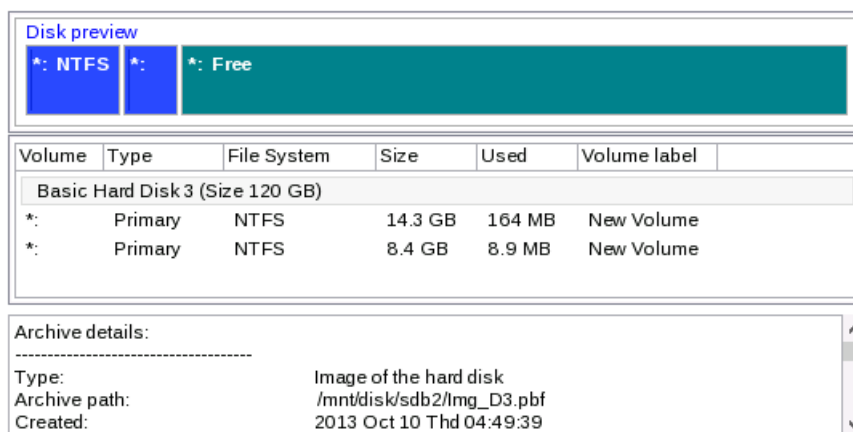 Disk preview
*: NTFS *: *: Free
Volume Type File System Size Used Volume label
Basic Hard Disk 3 (Size 120 GB)
*: Primary NTFS 14.3 GB 164 MB New Volume
*: Primary NTFS 8.4 GB 8.9 MB New Volume
Archive details:
-------------------------------------
Type: Image of the hard disk
Archive path: /mnt/disk/sdb2/Img_D3.pbf
Created: 2013 Oct 10 Thd 04:49:39